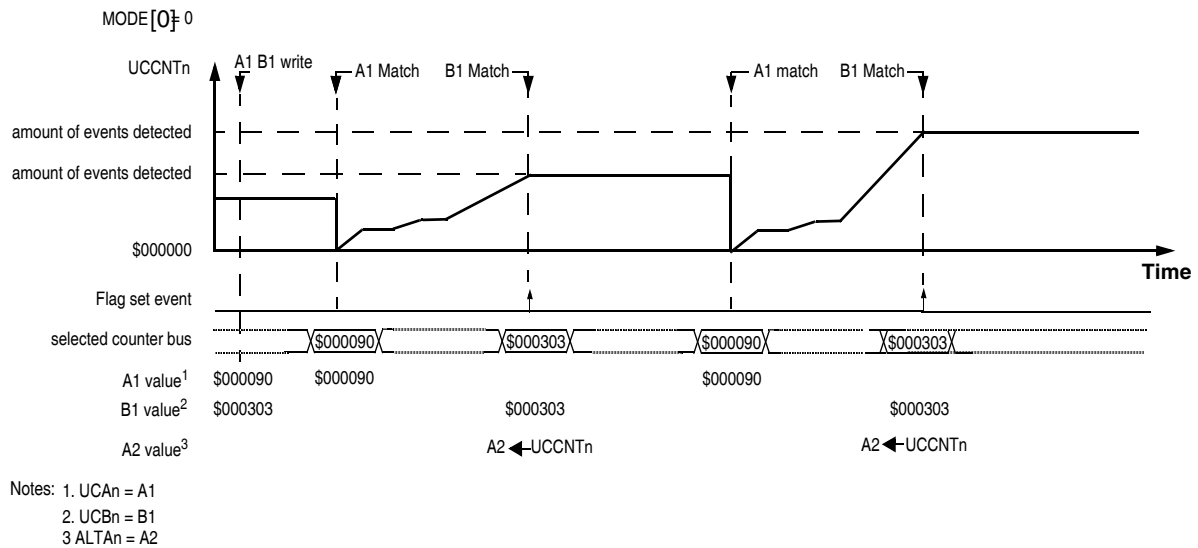 MODE[0]= 0
UCCNTn
A1 B1 write
A1 Match
B1 Match
A1 match
B1 Match
amount of events detected
amount of events detected
$000000
Time
Flag set event
selected counter bus
$000090
$000303
$000090
$000303
A1 value1 $000090 $000090 $000090
B1 value2 $000303 $000303 $000303
A2 value3 A2 UCCNTn A2 UCCNTn
Notes: 1. UCAn = A1
2. UCBn = B1
3 ALTAn = A2